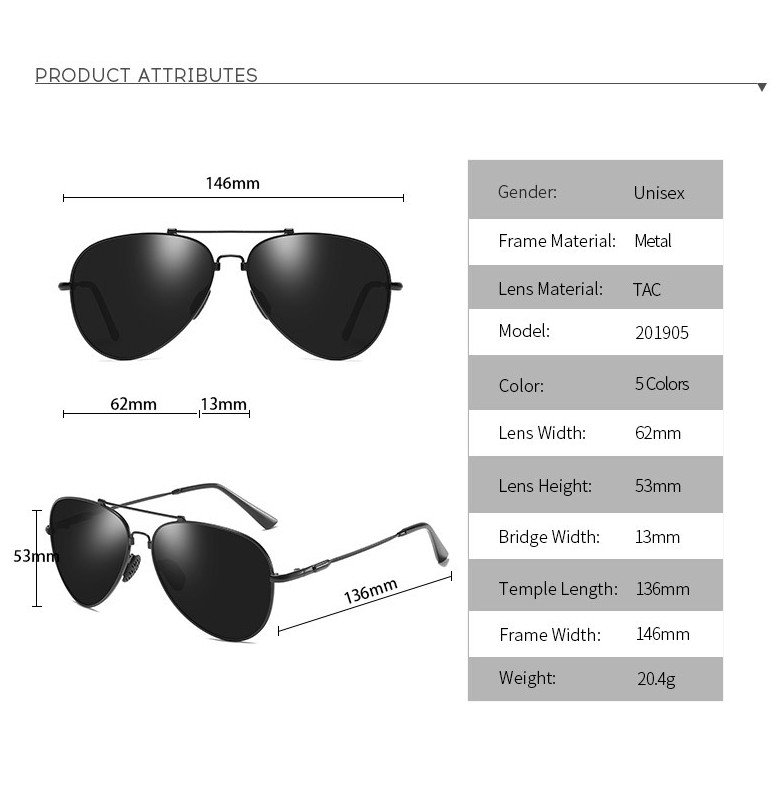 PRODUCT ATTRIBUTES
146mm
62mm 13mm
53mm
136mm
Gender: Unisex
Frame Material: Metal
Lens Material: TAC
Model: 201905
Color: 5 Colors
Lens Width: 62mm
Lens Height: 53mm
Bridge Width: 13mm
Temple Length: 136mm
Frame Width: 146mm
Weight: 20.4g